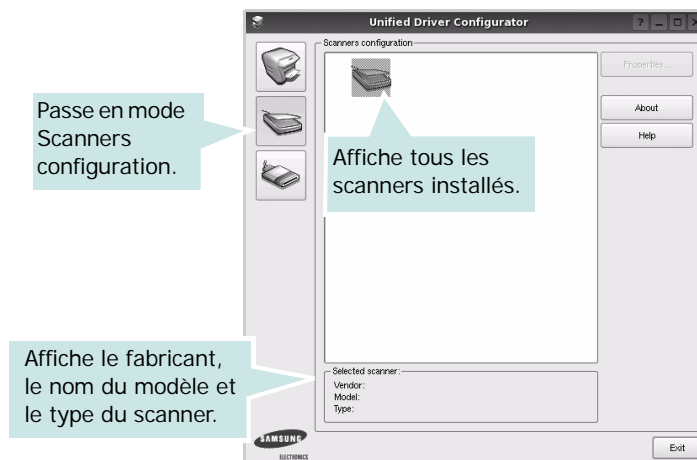 Unified Driver Configurator
Scanners configuration
Properties...
About
Help
Passe en mode
Scanners
configuration.
Affiche tous les
scanners installés.
Affiche le fabricant,
le nom du modèle et
le type du scanner.
Selected scanner:
Vendor:
Model:
Type:
SAMSUNG
ELECTRONICS
Exit